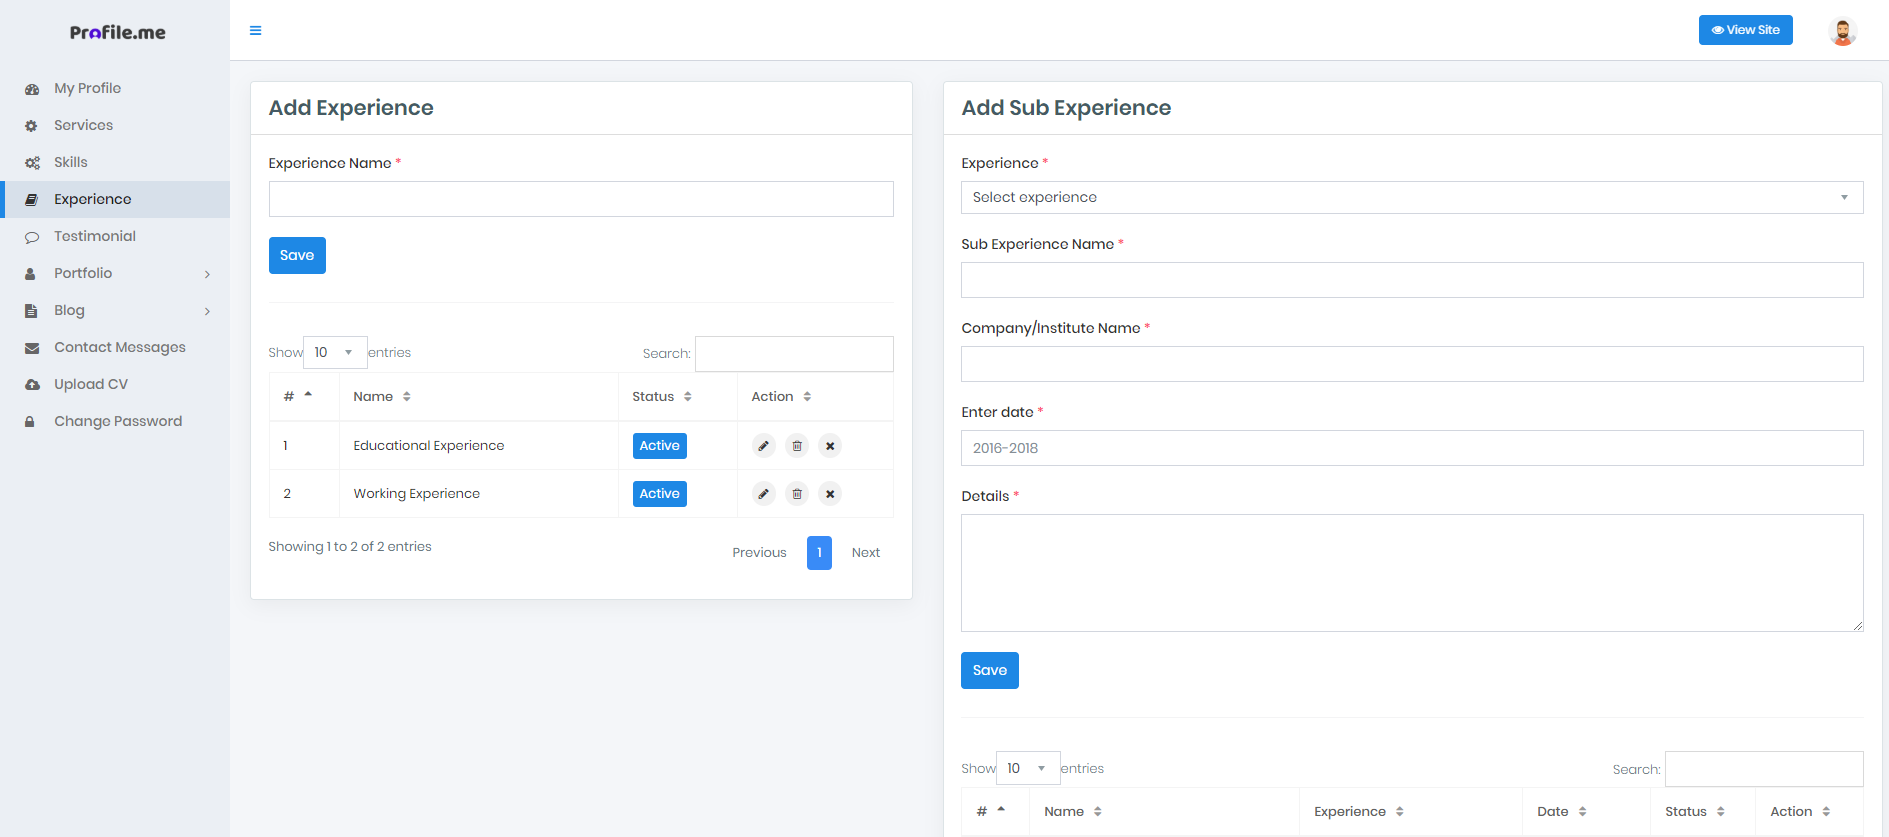 Profile.me
View Site
My Profile
Services
Skills
Experience
Testimonial
Portfolio
Blog
Contact Messages
Upload CV
Change Password
Add Experience
Experience Name *
Save
Show 10 entries
Search:
# Name Status Action
1 Educational Experience Active
2 Working Experience Active
Showing 1 to 2 of 2 entries
Previous 1 Next
Add Sub Experience
Experience *
Select experience
Sub Experience Name *
Company/Institute Name *
Enter date *
2016-2018
Details *
Save
Show 10 entries
Search:
# Name Experience Date Status Action